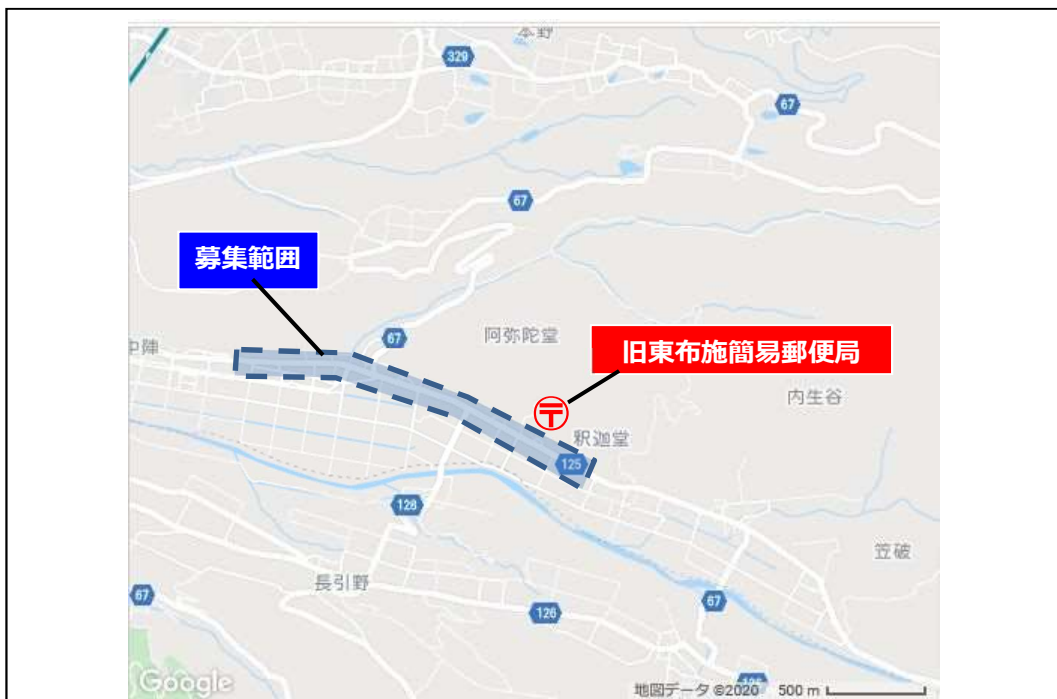 本野
329
67
67
募集範囲
67
阿弥陀堂
中陣
旧東布施簡易郵便局
内生谷
〒
釈迦堂
125
128
笠破
長引野
67
67
126
126
Google
地図データ ©2020 500 m